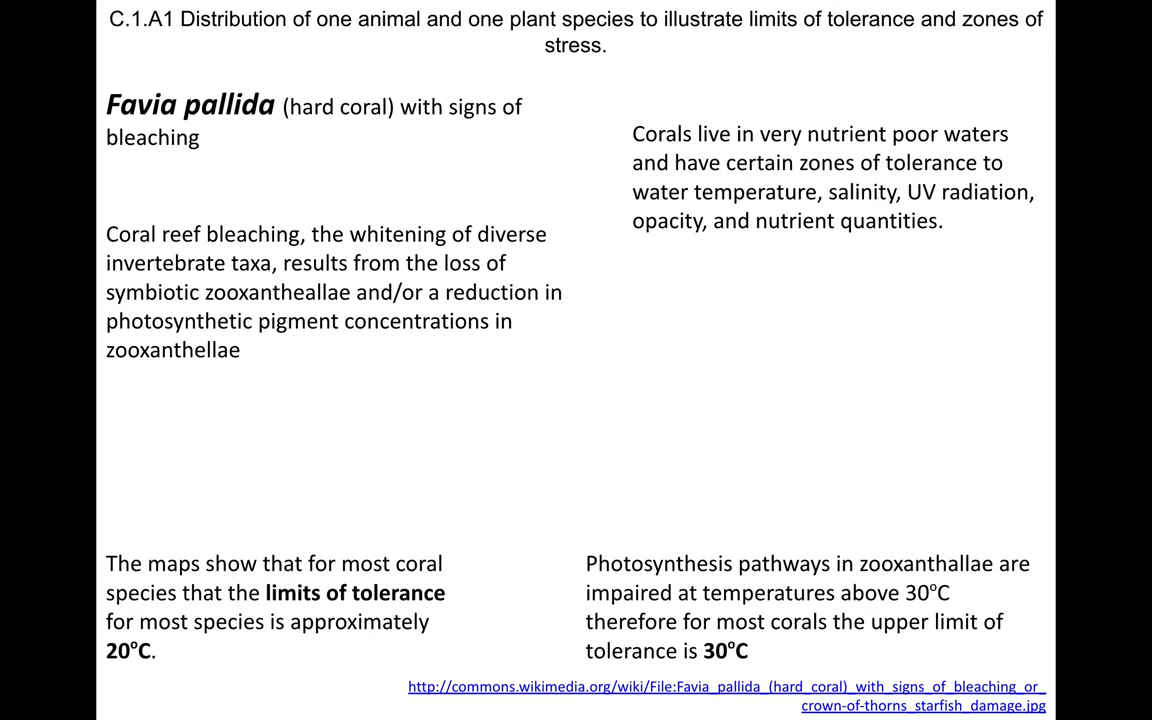 C.1.A1 Distribution of one animal and one plant species to illustrate limits of tolerance and zones of
stress.
Favia pallida (hard coral) with signs of
bleaching
Corals live in very nutrient poor waters
and have certain zones of tolerance to
water temperature, salinity, UV radiation,
opacity, and nutrient quantities.
Coral reef bleaching, the whitening of diverse
invertebrate taxa, results from the loss of
symbiotic zooxantheallae and/or a reduction in
photosynthetic pigment concentrations in
zooxanthellae
The maps show that for most coral
species that the limits of tolerance
for most species is approximately
20°C.
Photosynthesis pathways in zooxanthallae are
impaired at temperatures above 30°C
therefore for most corals the upper limit of
tolerance is 30°C
http://commons.wikimedia.org/wiki/File:Favia_pallida_(hard_coral)_with_signs_of_bleaching_or_
crown-of-thorns_starfish_damage.jpg